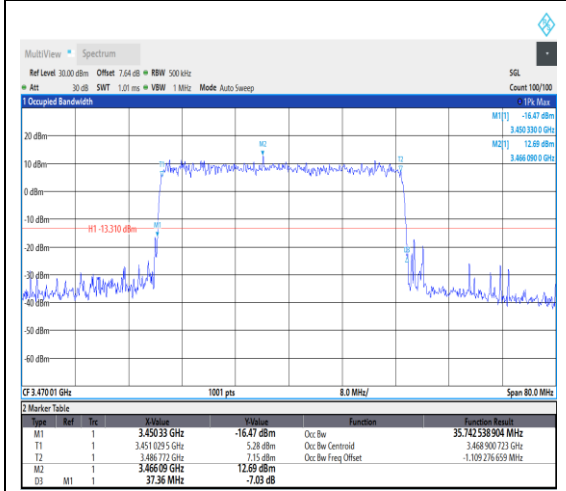 MultiView Spectrum
Ref Level 30.00 dBm Offset 7.64 dB RBW 500 kHz SGL
Att 30 dB SWT 1.01 ms VBW 1 MHz Mode Auto Sweep Count 100/100
1 Occupied Bandwidth 1Pk Max
M1[1] -16.47 dBm
3.450 330 0 GHz
M2[1] 12.69 dBm
3.466 090 0 GHz
20 dBm
M2
10 dBm
T1
T2
0 dBm
-10 dBm
M1
H1 -13.310 dBm
-20 dBm
D3
-30 dBm
-40 dBm
-50 dBm
-60 dBm
CF 3.470 01 GHz 1001 pts 8.0 MHz/ Span 80.0 MHz
2 Marker Table
Type Ref Trc X-Value Y-Value Function Function Result
M1 1 3.45033 GHz -16.47 dBm Occ Bw 35.742 538 904 MHz
T1 1 3.451 029 5 GHz 5.28 dBm Occ Bw Centroid 3.468 900 723 GHz
T2 1 3.486 772 GHz 7.15 dBm Occ Bw Freq Offset -1.109 276 659 MHz
M2 1 3.46609 GHz 12.69 dBm
D3 M1 1 37.36 MHz -7.03 dB